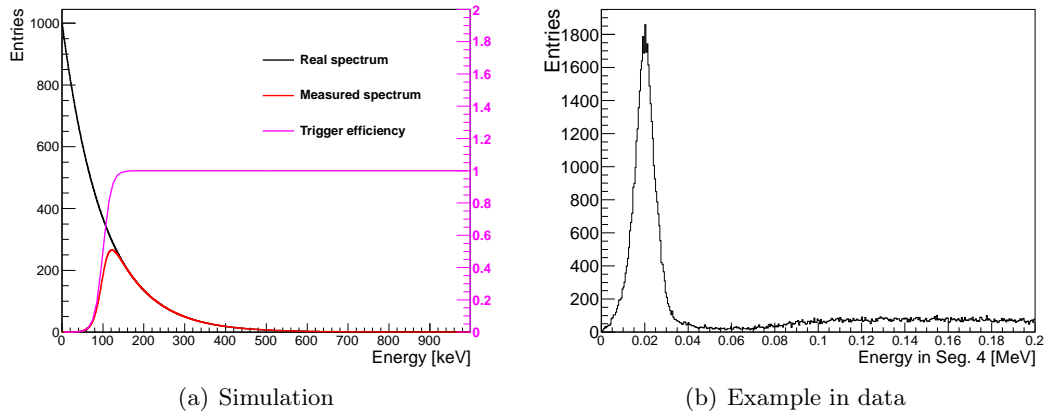 Entries
1000
800
600
400
200
0
0 100 200 300 400 500 600 700 800 900
Energy [keV]
Real spectrum
Measured spectrum
Trigger efficiency
2
1.8
1.6
1.4
1.2
1
0.8
0.6
0.4
0.2
0
(a) Simulation
Entries
1800
1600
1400
1200
1000
800
600
400
200
0
0 0.02 0.04 0.06 0.08 0.1 0.12 0.14 0.16 0.18 0.2
Energy in Seg. 4 [MeV]
(b) Example in data